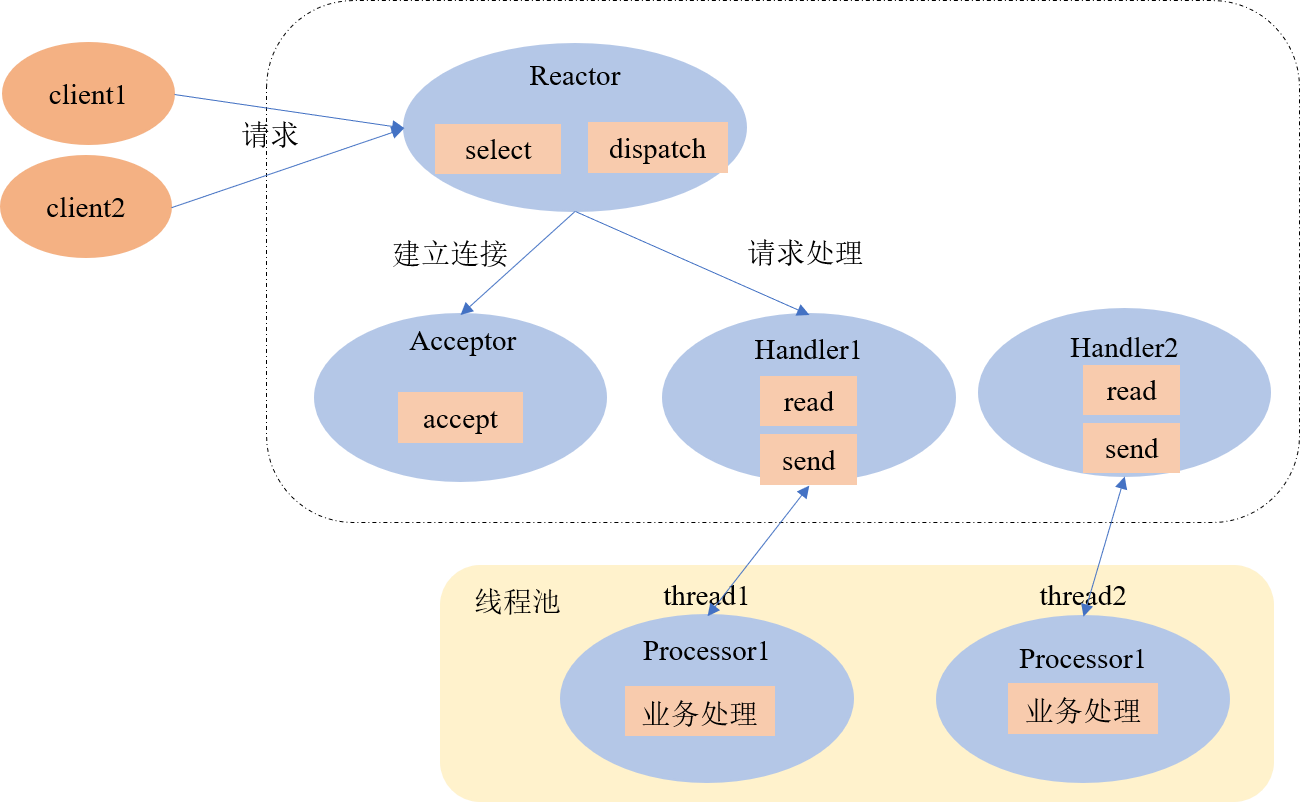 client1
client2
请求
Reactor
select
dispatch
建立连接
请求处理
Acceptor
accept
Handler1
read
send
Handler2
read
send
线程池
thread1
thread2
Processor1
业务处理
Processor1
业务处理